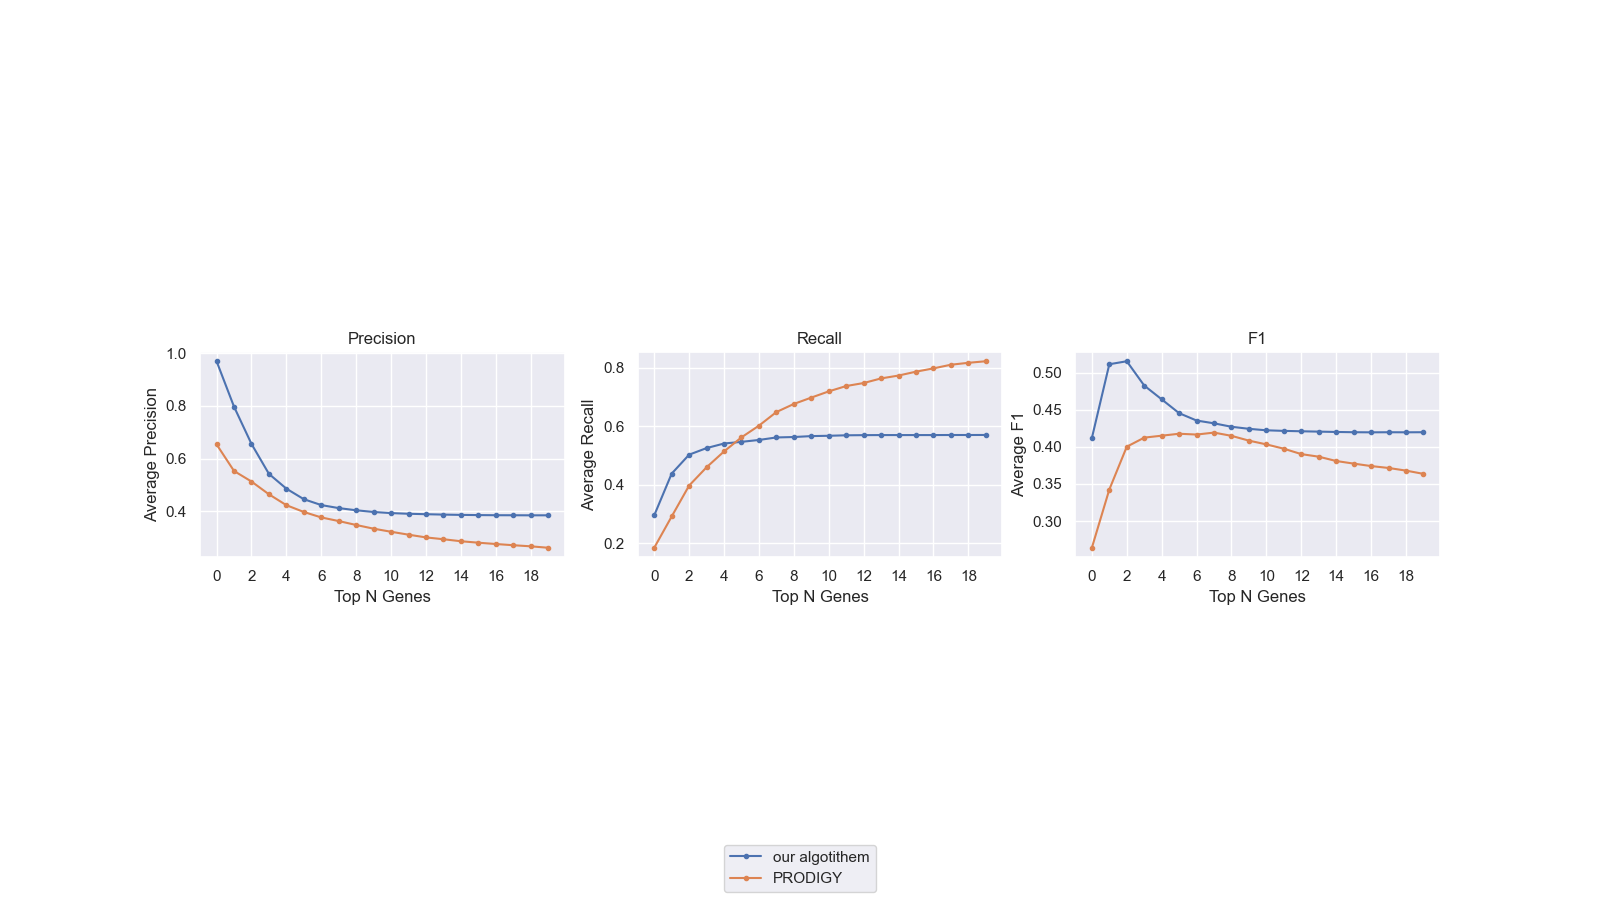 Precision
Recall
F1
1.0
0.8
0.6
0.4
Average Precision
0 2 4 6 8 10 12 14 16 18
Top N Genes
0.8
0.6
0.4
0.2
Average Recall
0 2 4 6 8 10 12 14 16 18
Top N Genes
0.50
0.45
0.40
0.35
0.30
Average F1
0 2 4 6 8 10 12 14 16 18
Top N Genes
our algotithem
PRODIGY